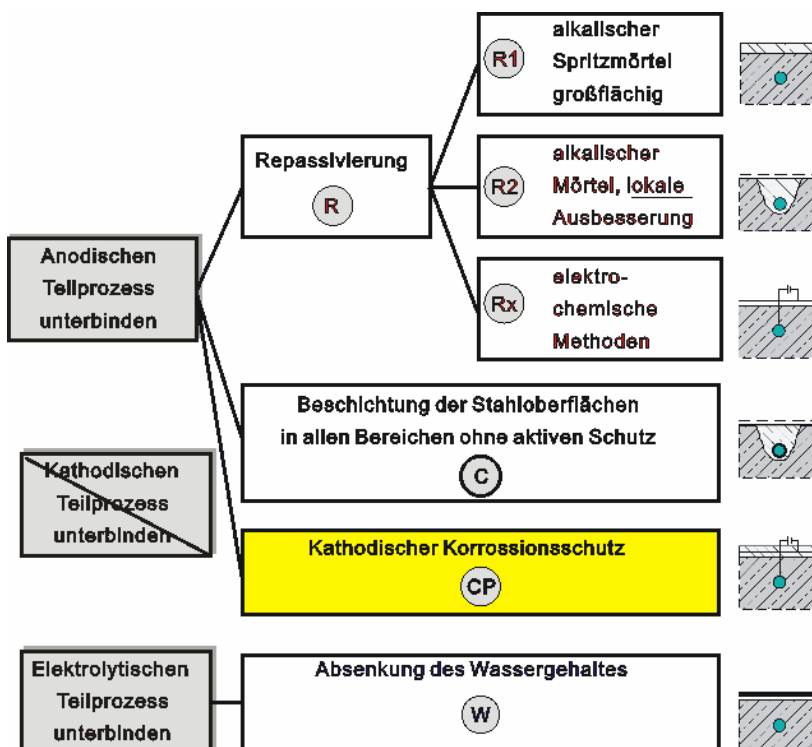 alkalischer
R1
Spritzmörtel
großflächig
Repassivierung
R
alkalischer
R2
Mörtel, lokale
Ausbesserung
Anodischen
Teilprozess
unterbinden
elektro-
Rx
chemische
Methoden
Beschichtung der Stahloberflächen
in allen Bereichen ohne aktiven Schutz
C
Kathodischen
Teilprozess
unterbinden
Kathodischer Korrossionsschutz
CP
Elektrolytischen
Teilprozess
unterbinden
Absenkung des Wassergehaltes
W